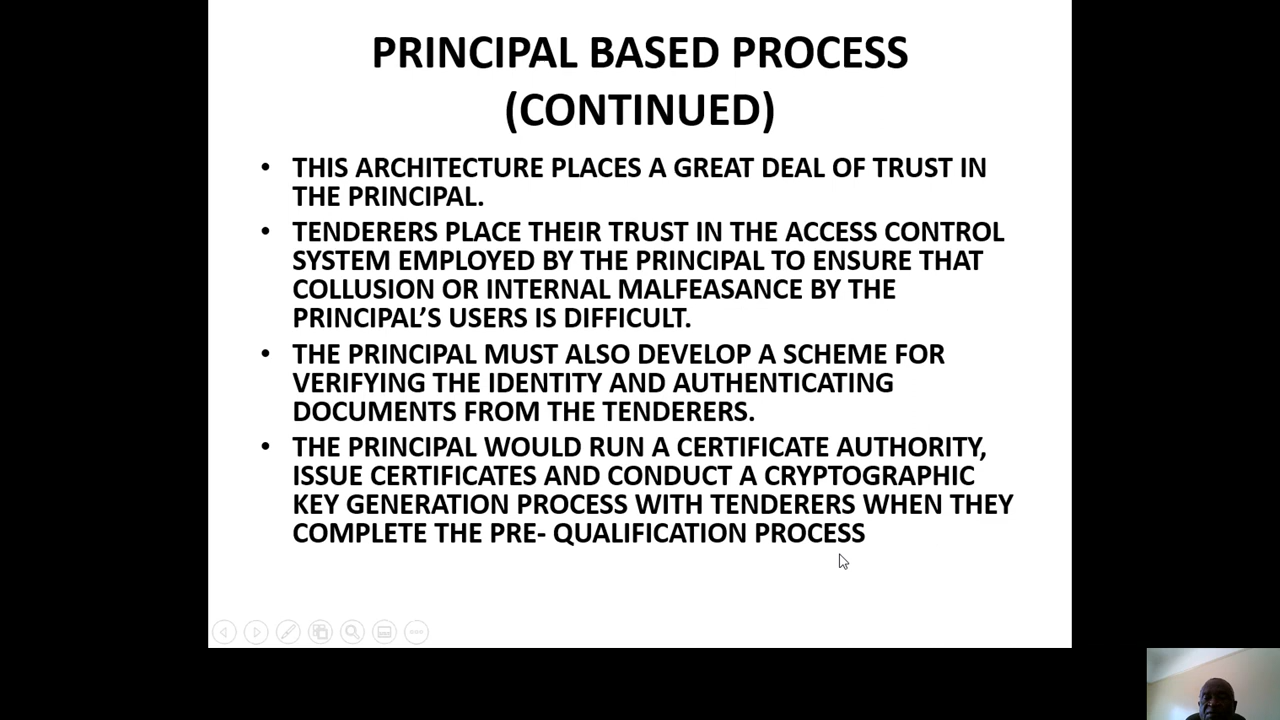 PRINCIPAL BASED PROCESS
(CONTINUED)
• THIS ARCHITECTURE PLACES A GREAT DEAL OF TRUST IN
THE PRINCIPAL.
• TENDERERS PLACE THEIR TRUST IN THE ACCESS CONTROL
SYSTEM EMPLOYED BY THE PRINCIPAL TO ENSURE THAT
COLLUSION OR INTERNAL MALFEASANCE BY THE
PRINCIPAL’S USERS IS DIFFICULT.
• THE PRINCIPAL MUST ALSO DEVELOP A SCHEME FOR
VERIFYING THE IDENTITY AND AUTHENTICATING
DOCUMENTS FROM THE TENDERERS.
• THE PRINCIPAL WOULD RUN A CERTIFICATE AUTHORITY,
ISSUE CERTIFICATES AND CONDUCT A CRYPTOGRAPHIC
KEY GENERATION PROCESS WITH TENDERERS WHEN THEY
COMPLETE THE PRE- QUALIFICATION PROCESS